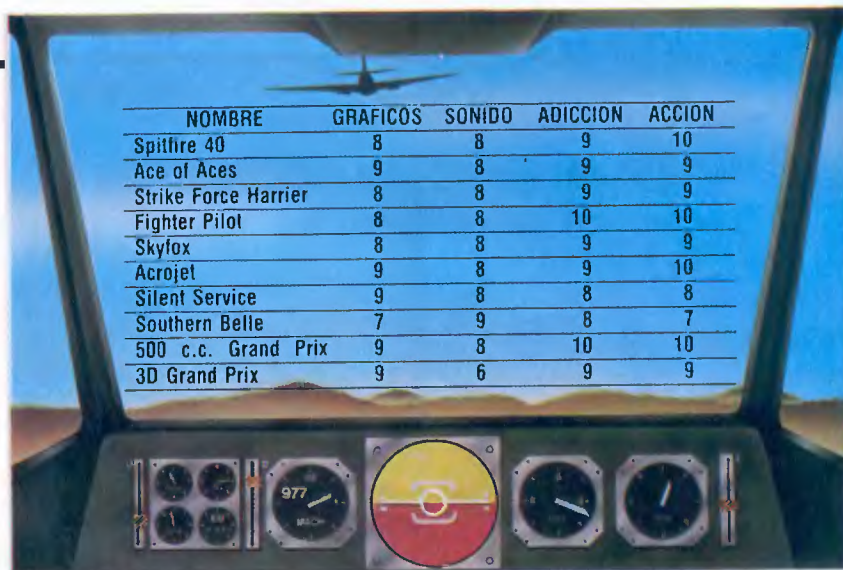 NOMBRE GRAFICOS SONIDO ADICCION ACCION
Spitfire 40 8 8 9 10
Ace of Aces 9 8 9 9
Strike Force Harrier 8 8 9 9
Fighter Pilot 8 8 10 10
Skyfox 8 8 9 9
Acrojet 9 8 9 10
Silent Service 9 8 8 8
Southern Belle 7 9 8 7
500 c.c. Grand Prix 9 8 10 10
3D Grand Prix 9 6 9 9
977
MACH